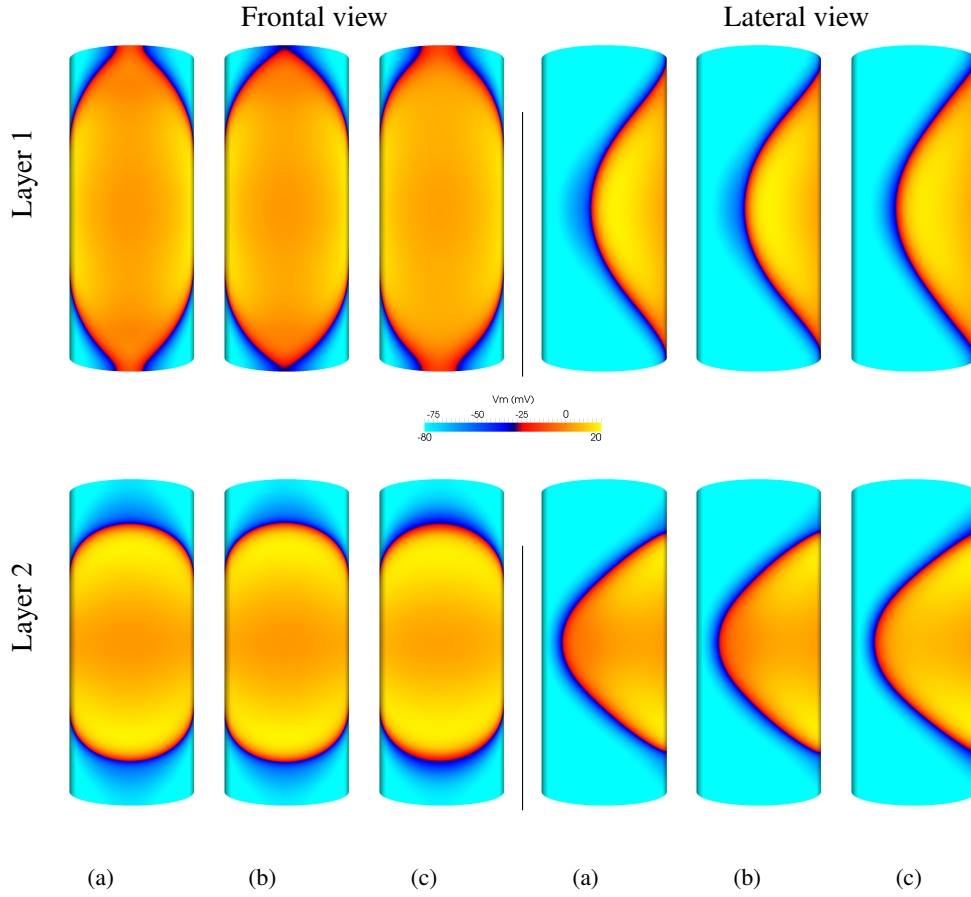 Frontal view
Lateral view
Layer 1
Vm (mV)
-75 -50 -25 0
-80 20
Layer 2
(a) (b) (c) (a) (b) (c)